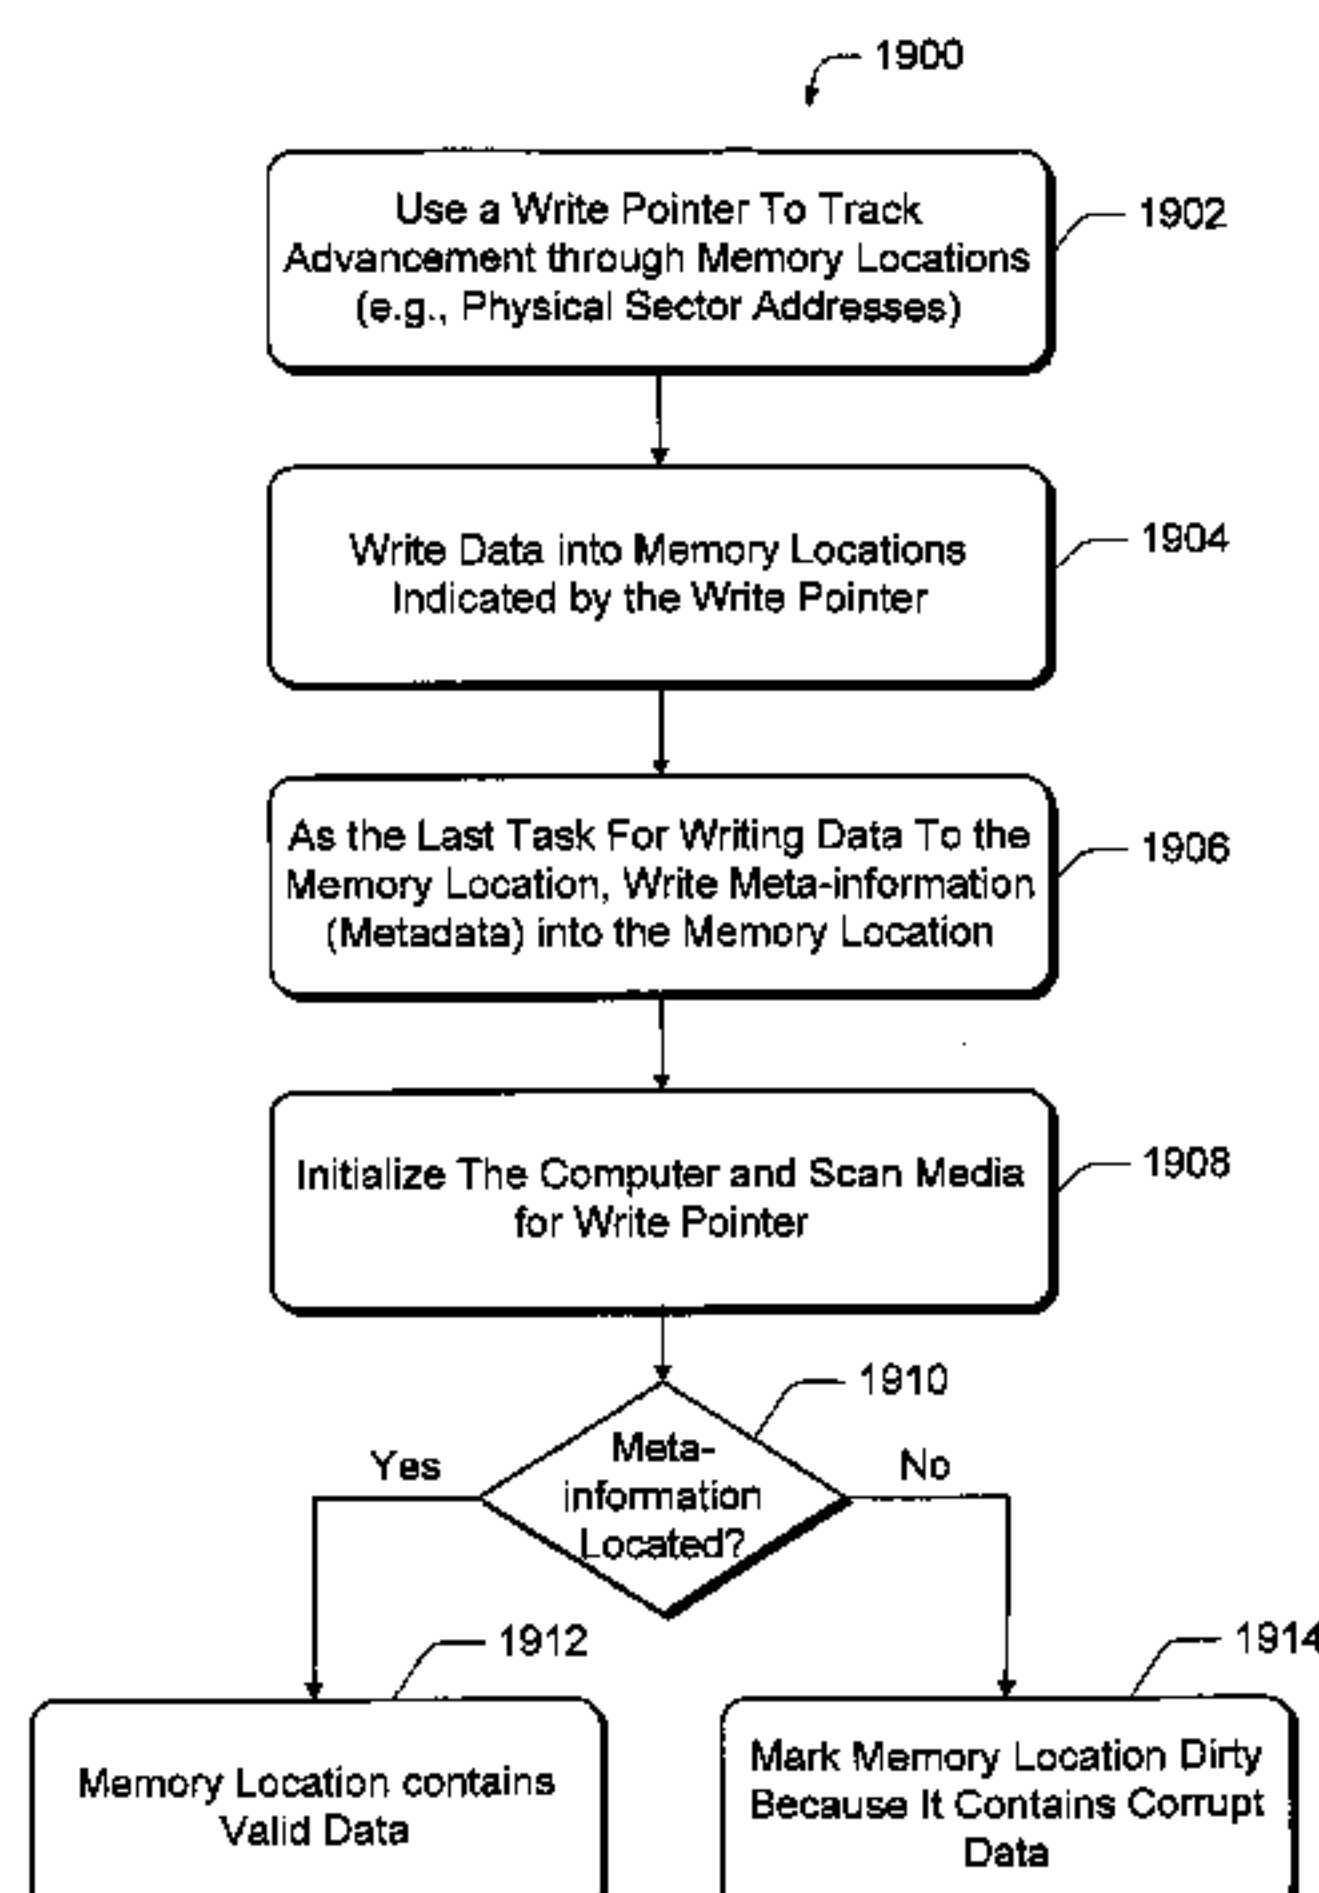 1900
Use a Write Pointer To Track
Advancement through Memory Locations
(e.g., Physical Sector Addresses)
1902
Write Data into Memory Locations
Indicated by the Write Pointer
1904
As the Last Task For Writing Data To the
Memory Location, Write Meta-information
(Metadata) into the Memory Location
1906
Initialize The Computer and Scan Media
for Write Pointer
1908
1910
Meta-
information
Located?
Yes
No
1912
1914
Memory Location contains
Valid Data
Mark Memory Location Dirty
Because It Contains Corrupt
Data